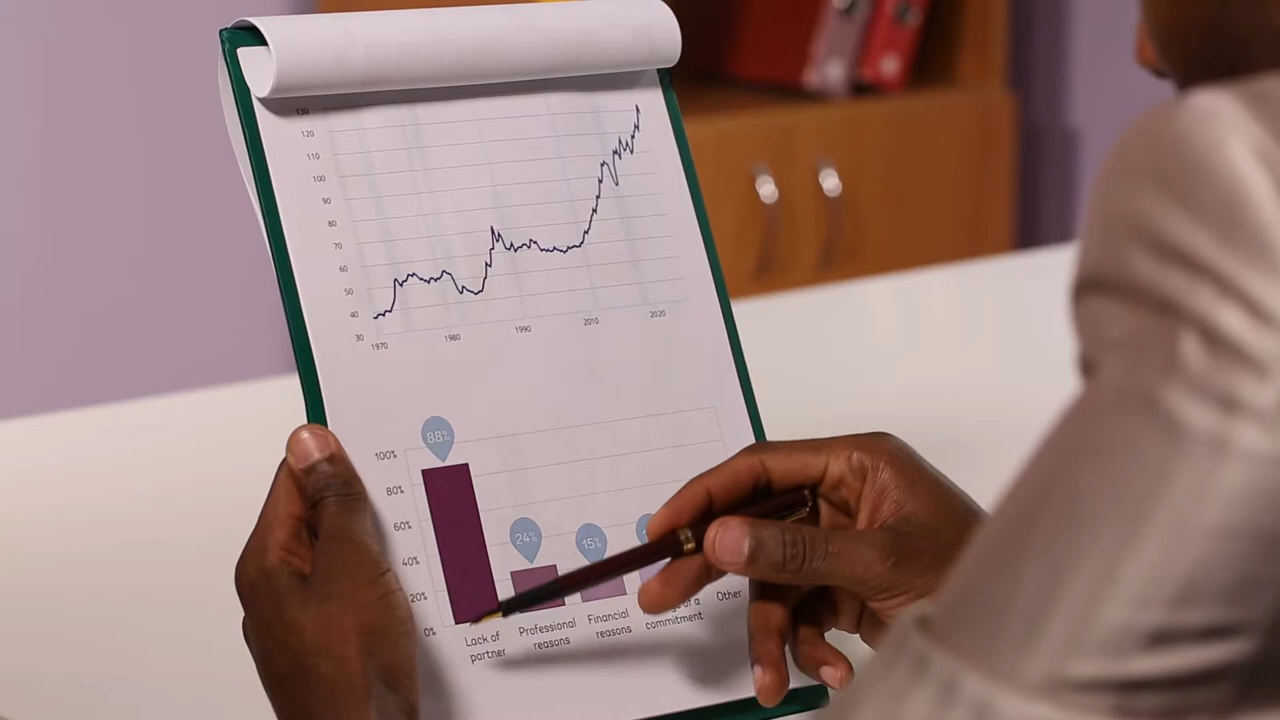 130
120
110
100
90
80
70
60
50
40
30
1970 1980 1990 2010 2020
88%
100%
80%
24%
15%
60%
40%
20%
0%
Lack of
partner
Professional
reasons
Financial
reasons
of a
commitment
Other